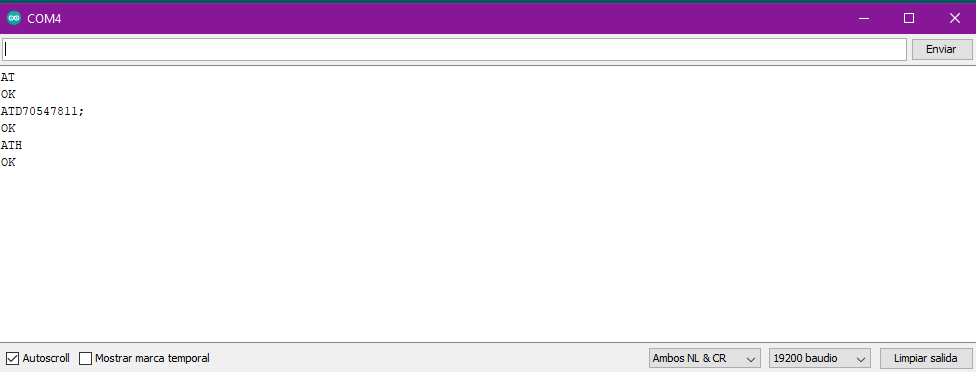 COM4
Enviar
AT
OK
ATD70547811;
OK
ATH
OK
Autoscroll Mostrar marca temporal Ambos NL & CR 19200 baudio Limpiar salida